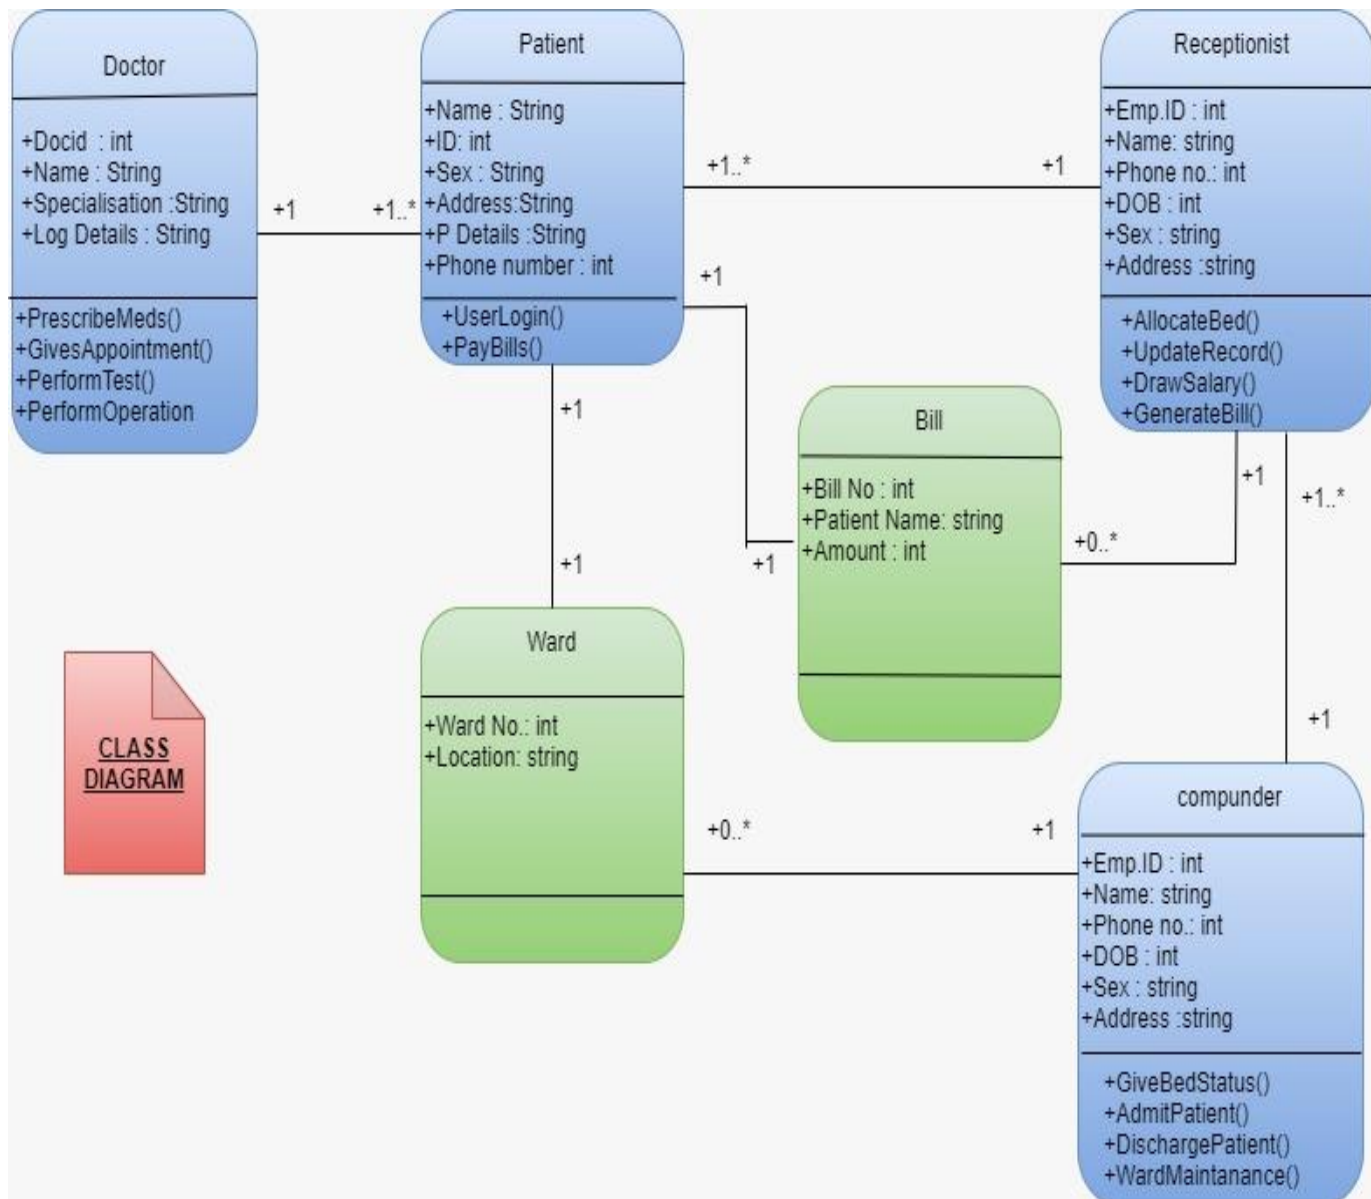 Doctor
+Docid : int
+Name : String
+Specialisation :String
+Log Details : String
+PrescribeMeds()
+GivesAppointment()
+PerformTest()
+PerformOperation
+1
+1..*
Patient
+Name : String
+ID: int
+Sex : String
+Address:String
+P Details :String
+Phone number : int
+UserLogin()
+PayBills()
+1..*
+1
Receptionist
+Emp.ID : int
+Name: string
+Phone no.: int
+DOB : int
+Sex : string
+Address :string
+AllocateBed()
+UpdateRecord()
+DrawSalary()
+GenerateBill()
+1
+1
Bill
+Bill No : int
+Patient Name: string
+Amount : int
+0..*
+1
+1..*
+1
+1
+1
Ward
+Ward No.: int
+Location: string
+0..*
+1
compunder
+Emp.ID : int
+Name: string
+Phone no.: int
+DOB : int
+Sex : string
+Address :string
+GiveBedStatus()
+AdmitPatient()
+DischargePatient()
+WardMaintanance()
CLASS
DIAGRAM